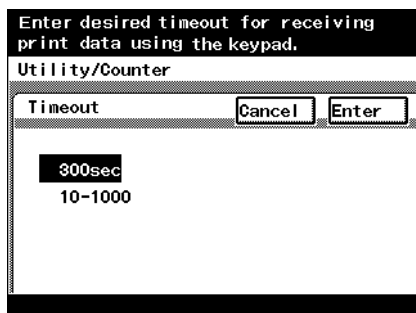 Enter desired timeout for receiving
print data using the keypad.
Utility/Counter
Timeout
Cancel
Enter
300sec
10-1000